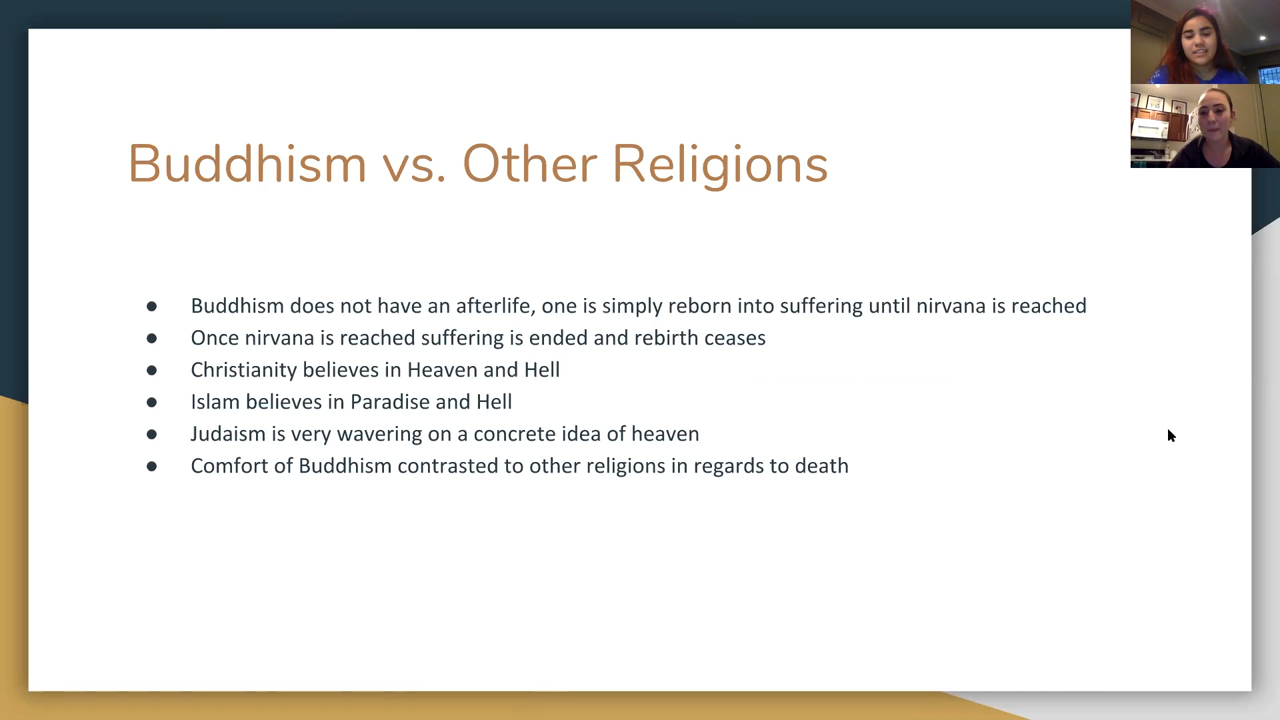 Buddhism vs. Other Religions
● Buddhism does not have an afterlife, one is simply reborn into suffering until nirvana is reached
● Once nirvana is reached suffering is ended and rebirth ceases
● Christianity believes in Heaven and Hell
● Islam believes in Paradise and Hell
● Judaism is very wavering on a concrete idea of heaven
● Comfort of Buddhism contrasted to other religions in regards to death